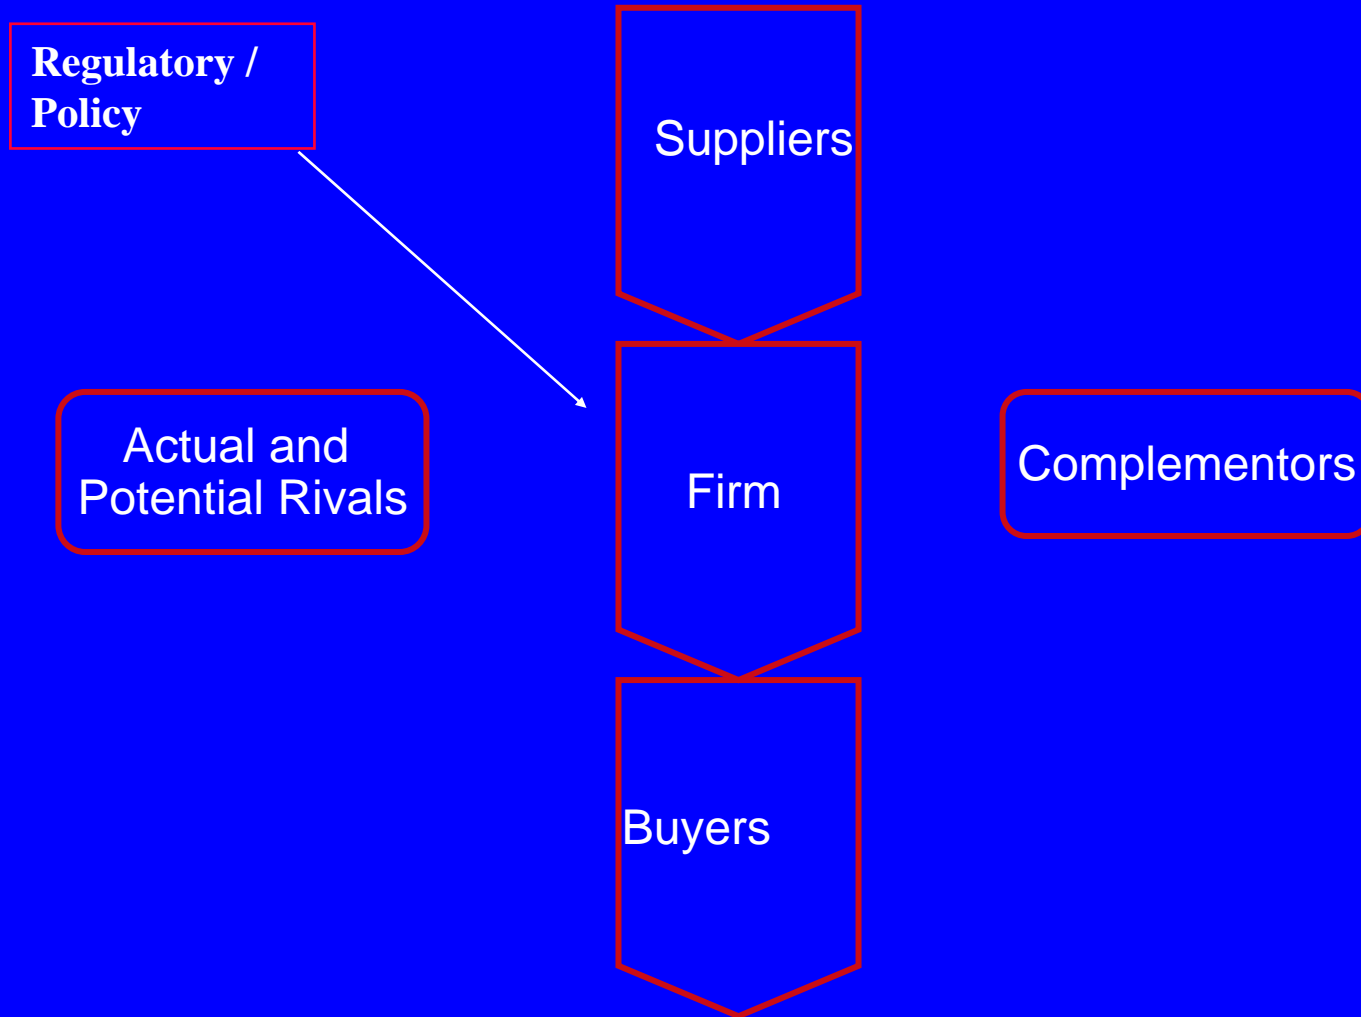 Regulatory /
Policy
Suppliers
Actual and
Potential Rivals
Firm
Complementors
Buyers